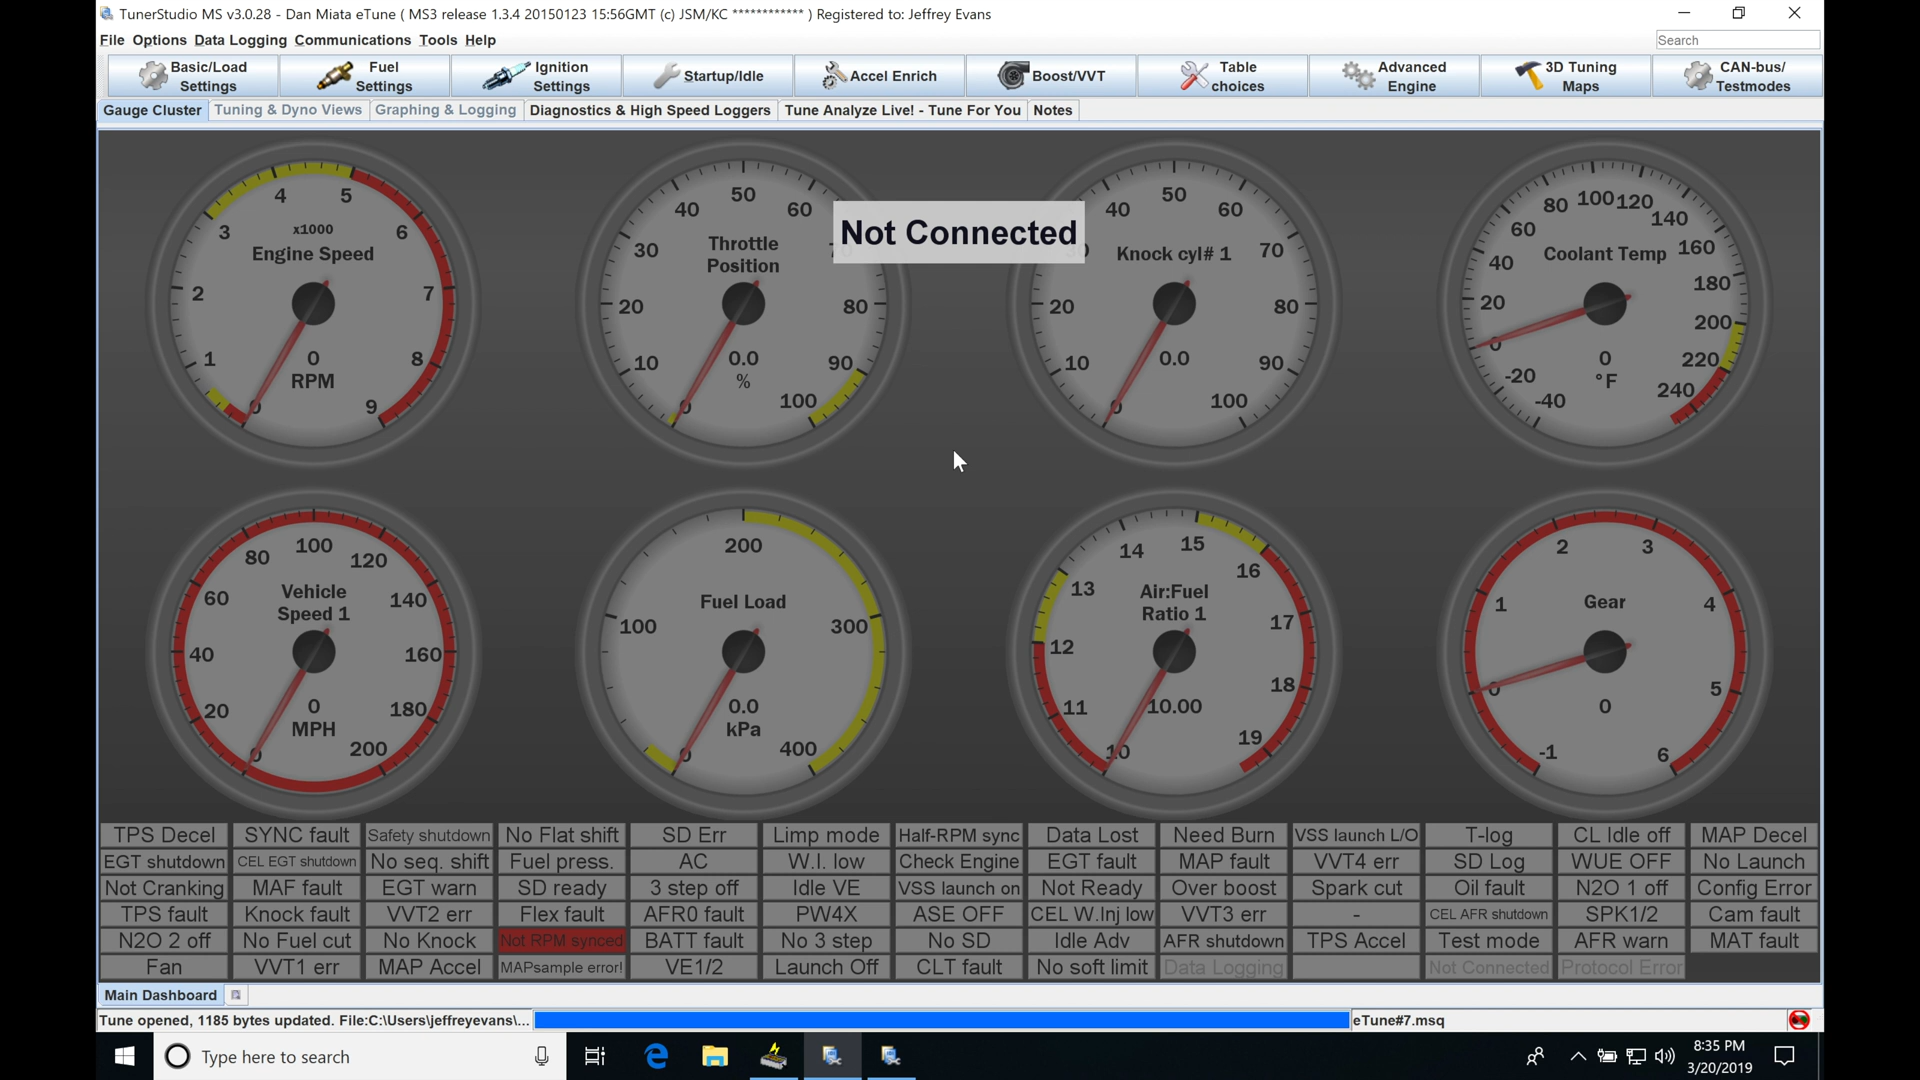 TunerStudio MS v3.0.28 - Dan Miata eTune ( MS3 release 1.3.4 20150123 15:56GMT (c) JSM/KC ************ ) Registered to: Jeffrey Evans
File Options Data Logging Communications Tools Help
Search
Basic/Load Settings
Fuel Settings
Ignition Settings
Startup/Idle
Accel Enrich
Boost/VVT
Table choices
Advanced Engine
3D Tuning Maps
CAN-bus/ Testmodes
Gauge Cluster Tuning & Dyno Views Graphing & Logging Diagnostics & High Speed Loggers Tune Analyze Live! - Tune For You Notes
Not Connected
0 1 2 3 4 5 6 7 8 9
x1000
Engine Speed
0
RPM
0 10 20 30 40 50 60 80 90 100
Throttle
Position
0.0
%
0 10 20 40 50 60 70 80 90 100
Knock cyl# 1
0.0
-40 -20 0 20 40 60 80 100 120 140 160 180 200 220 240
Coolant Temp
0
°F
0 20 40 60 80 100 120 140 160 180 200
Vehicle
Speed 1
0
MPH
0 100 200 300 400
Fuel Load
0.0
kPa
10 11 12 13 14 15 16 17 18 19
Air:Fuel
Ratio 1
10.00
-1 0 1 2 3 4 5 6
Gear
0
TPS Decel SYNC fault Safety shutdown No Flat shift SD Err Limp mode Half-RPM sync Data Lost Need Burn VSS launch L/O T-log CL Idle off MAP Decel
EGT shutdown CEL EGT shutdown No seq. shift Fuel press. AC W.I. low Check Engine EGT fault MAP fault VVT4 err SD Log WUE OFF No Launch
Not Cranking MAF fault EGT warn SD ready 3 step off Idle VE VSS launch on Not Ready Over boost Spark cut Oil fault N2O 1 off Config Error
TPS fault Knock fault VVT2 err Flex fault AFR0 fault PW4X ASE OFF CEL W.Inj low VVT3 err - CEL AFR shutdown SPK1/2 Cam fault
N2O 2 off No Fuel cut No Knock Not RPM synced BATT fault No 3 step No SD Idle Adv AFR shutdown TPS Accel Test mode AFR warn MAT fault
Fan VVT1 err MAP Accel MAPsample error! VE1/2 Launch Off CLT fault No soft limit Data Logging Not Connected Protocol Error
Main Dashboard
Tune opened, 1185 bytes updated. File:C:\Users\jeffreyevans\... eTune#7.msq
Type here to search
8:35 PM
3/20/2019